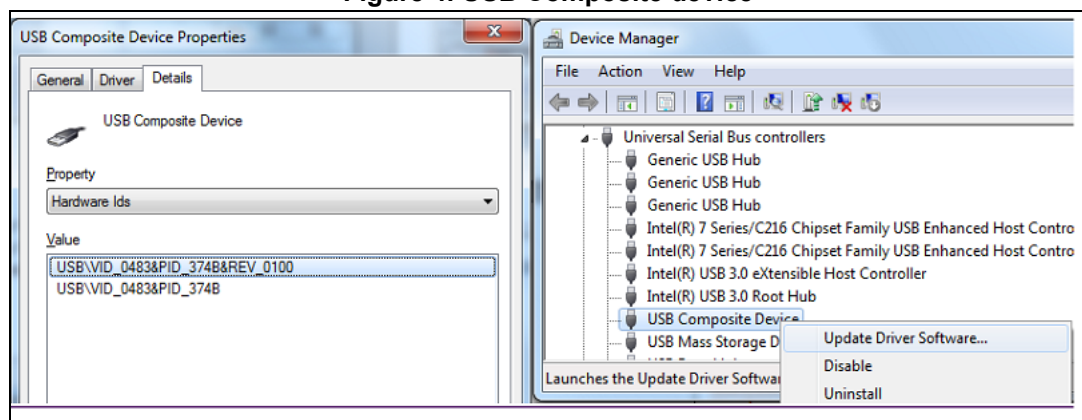 USB Composite Device Properties
General Driver Details
USB Composite Device
Property
Hardware Ids
Value
USB\VID_0483&PID_374B&REV_0100
USB\VID_0483&PID_374B
Device Manager
File Action View Help
Universal Serial Bus controllers
Generic USB Hub
Generic USB Hub
Generic USB Hub
Intel(R) 7 Series/C216 Chipset Family USB Enhanced Host Contro
Intel(R) 7 Series/C216 Chipset Family USB Enhanced Host Contro
Intel(R) USB 3.0 eXtensible Host Controller
Intel(R) USB 3.0 Root Hub
USB Composite Device
USB Mass Storage D
Update Driver Software...
Disable
Uninstall
Launches the Update Driver Softwar